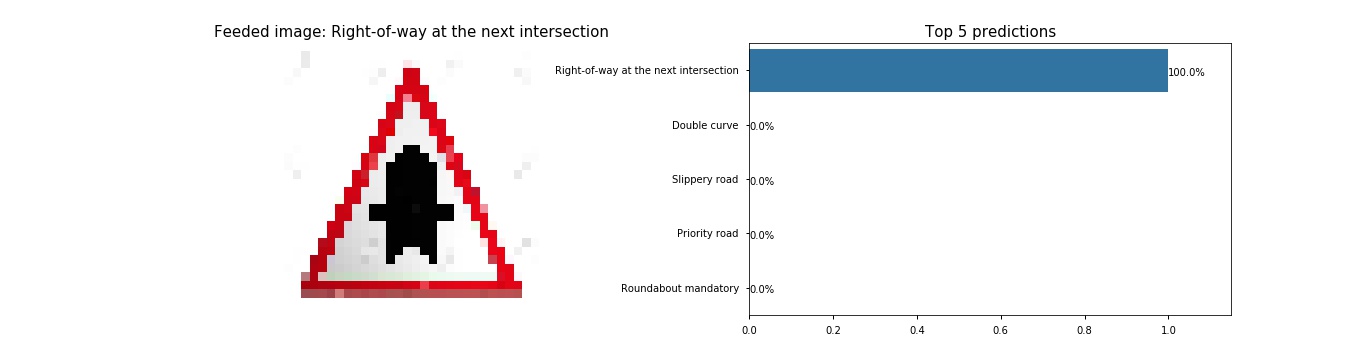 Feeded image: Right-of-way at the next intersection
Top 5 predictions
Right-of-way at the next intersection
100.0%
Double curve
0.0%
Slippery road
0.0%
Priority road
0.0%
Roundabout mandatory
0.0%
0.0 0.2 0.4 0.6 0.8 1.0